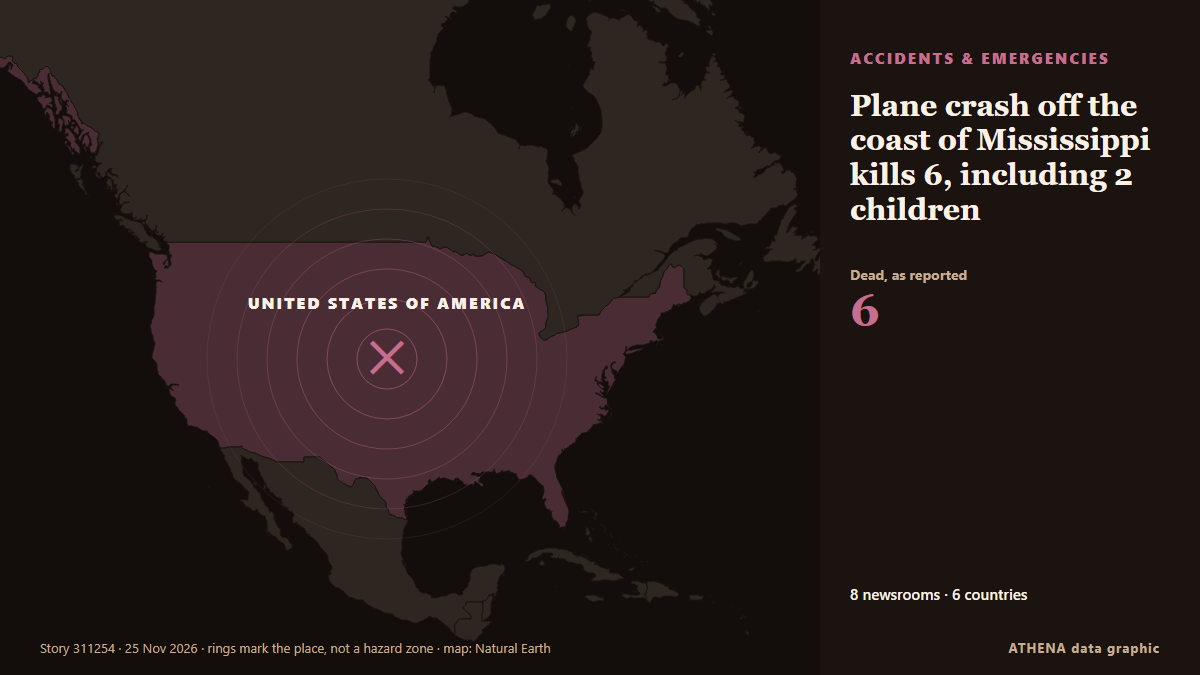 ACCIDENTS & EMERGENCIES
Plane crash off the
coast of Mississippi
kills 6, including 2
children
Dead, as reported
6
UNITED STATES OF AMERICA
8 newsrooms · 6 countries
Story 311254 · 25 Nov 2026 · rings mark the place, not a hazard zone · map: Natural Earth
ATHENA data graphic